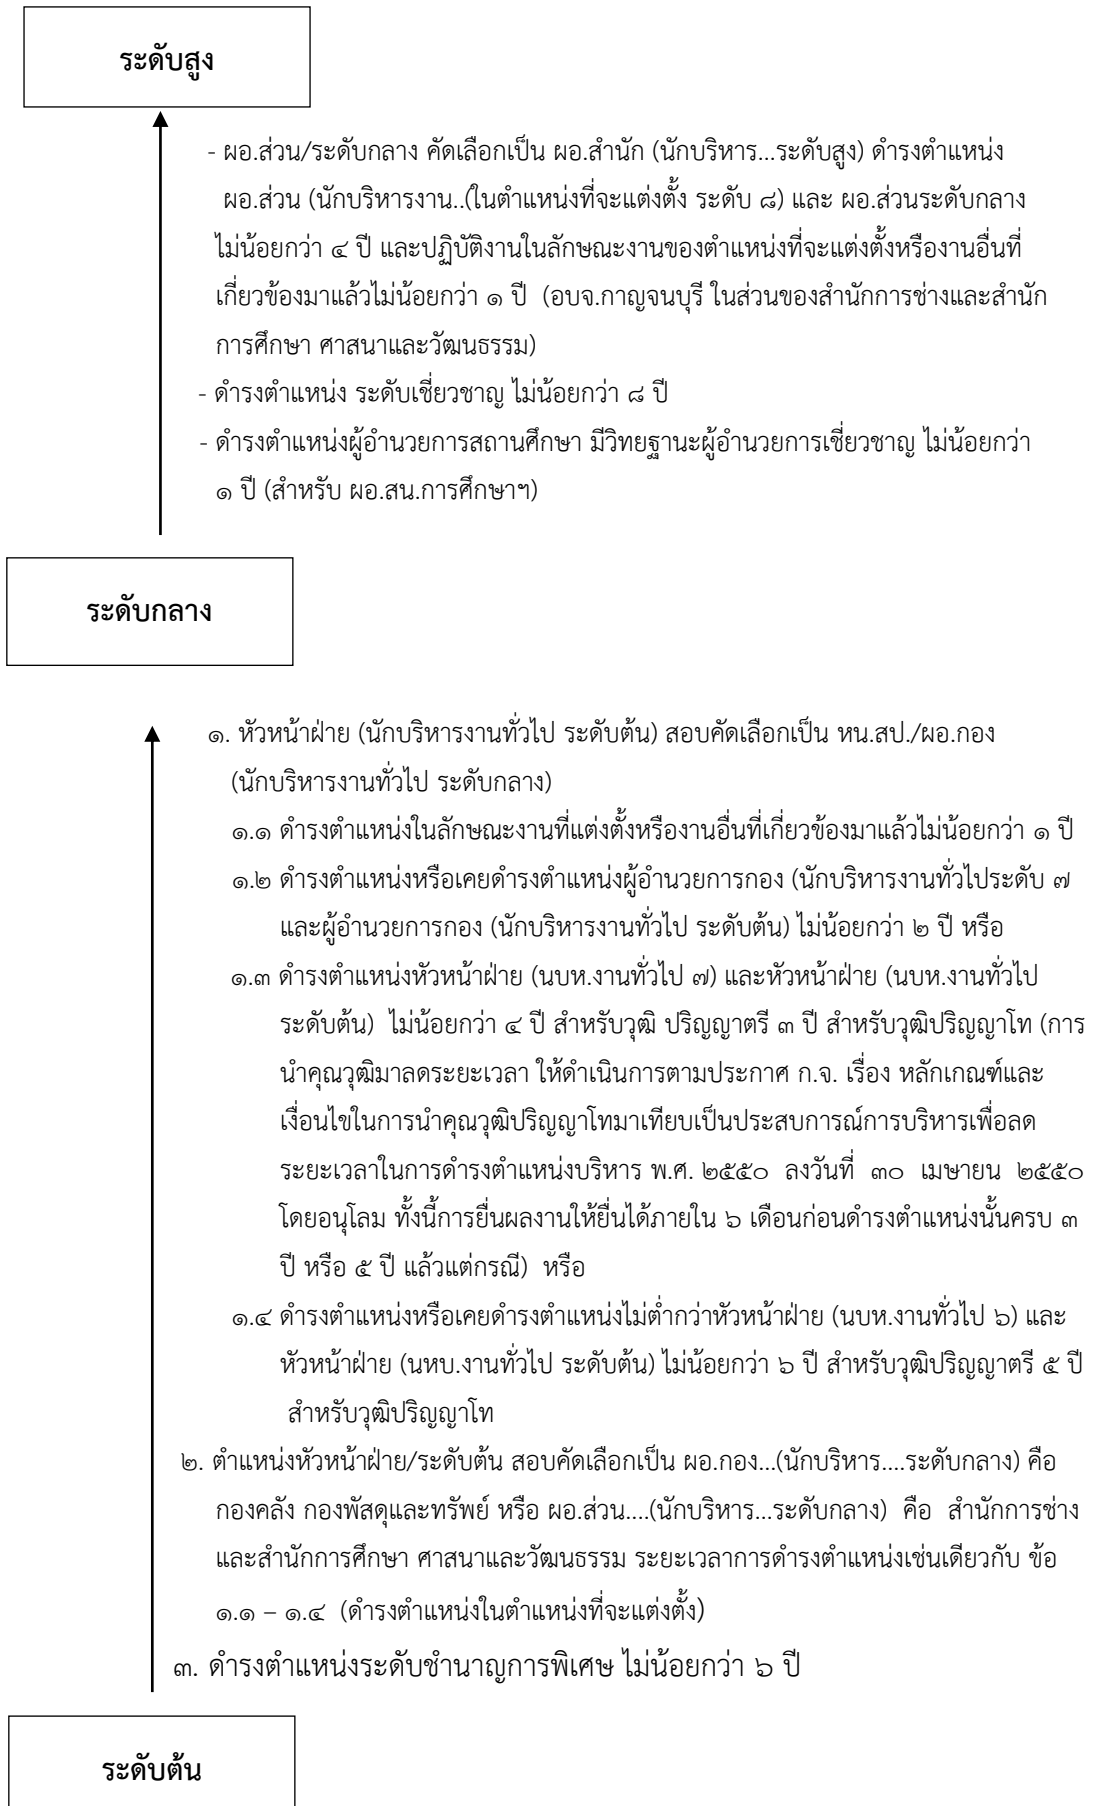 ระดับสูง
- ผอ.ส่วน/ระดับกลาง คัดเลือกเป็น ผอ.สำนัก (นักบริหาร...ระดับสูง) ดำรงตำแหน่ง
ผอ.ส่วน (นักบริหารงาน..(ในตำแหน่งที่จะแต่งตั้ง ระดับ ๘) และ ผอ.ส่วนระดับกลาง
ไม่น้อยกว่า ๔ ปี และปฏิบัติงานในลักษณะงานของตำแหน่งที่จะแต่งตั้งหรืองานอื่นที่
เกี่ยวข้องมาแล้วไม่น้อยกว่า ๑ ปี (อบจ.กาญจนบุรี ในส่วนของสำนักการช่างและสำนัก
การศึกษา ศาสนาและวัฒนธรรม)
- ดำรงตำแหน่ง ระดับเชี่ยวชาญ ไม่น้อยกว่า ๘ ปี
- ดำรงตำแหน่งผู้อำนวยการสถานศึกษา มีวิทยฐานะผู้อำนวยการเชี่ยวชาญ ไม่น้อยกว่า
๑ ปี (สำหรับ ผอ.สน.การศึกษาฯ)
ระดับกลาง
๑. หัวหน้าฝ่าย (นักบริหารงานทั่วไป ระดับต้น) สอบคัดเลือกเป็น หน.สป./ผอ.กอง
(นักบริหารงานทั่วไป ระดับกลาง)
๑.๑ ดำรงตำแหน่งในลักษณะงานที่แต่งตั้งหรืองานอื่นที่เกี่ยวข้องมาแล้วไม่น้อยกว่า ๑ ปี
๑.๒ ดำรงตำแหน่งหรือเคยดำรงตำแหน่งผู้อำนวยการกอง (นักบริหารงานทั่วไประดับ ๗
และผู้อำนวยการกอง (นักบริหารงานทั่วไป ระดับต้น) ไม่น้อยกว่า ๒ ปี หรือ
๑.๓ ดำรงตำแหน่งหัวหน้าฝ่าย (นบห.งานทั่วไป ๗) และหัวหน้าฝ่าย (นบห.งานทั่วไป
ระดับต้น) ไม่น้อยกว่า ๔ ปี สำหรับวุฒิ ปริญญาตรี ๓ ปี สำหรับวุฒิปริญญาโท (การ
นำคุณวุฒิมาลดระยะเวลา ให้ดำเนินการตามประกาศ ก.จ. เรื่อง หลักเกณฑ์และ
เงื่อนไขในการนำคุณวุฒิปริญญาโทมาเทียบเป็นประสบการณ์การบริหารเพื่อลด
ระยะเวลาในการดำรงตำแหน่งบริหาร พ.ศ. ๒๕๕๐ ลงวันที่ ๓๐ เมษายน ๒๕๕๐
โดยอนุโลม ทั้งนี้การยื่นผลงานให้ยื่นได้ภายใน ๖ เดือนก่อนดำรงตำแหน่งนั้นครบ ๓
ปี หรือ ๕ ปี แล้วแต่กรณี) หรือ
๑.๔ ดำรงตำแหน่งหรือเคยดำรงตำแหน่งไม่ต่ำกว่าหัวหน้าฝ่าย (นบห.งานทั่วไป ๖) และ
หัวหน้าฝ่าย (นหบ.งานทั่วไป ระดับต้น) ไม่น้อยกว่า ๖ ปี สำหรับวุฒิปริญญาตรี ๕ ปี
สำหรับวุฒิปริญญาโท
๒. ตำแหน่งหัวหน้าฝ่าย/ระดับต้น สอบคัดเลือกเป็น ผอ.กอง...(นักบริหาร....ระดับกลาง) คือ
กองคลัง กองพัสดุและทรัพย์ หรือ ผอ.ส่วน....(นักบริหาร...ระดับกลาง) คือ สำนักการช่าง
และสำนักการศึกษา ศาสนาและวัฒนธรรม ระยะเวลาการดำรงตำแหน่งเช่นเดียวกับ ข้อ
๑.๑ – ๑.๔ (ดำรงตำแหน่งในตำแหน่งที่จะแต่งตั้ง)
๓. ดำรงตำแหน่งระดับชำนาญการพิเศษ ไม่น้อยกว่า ๖ ปี
ระดับต้น